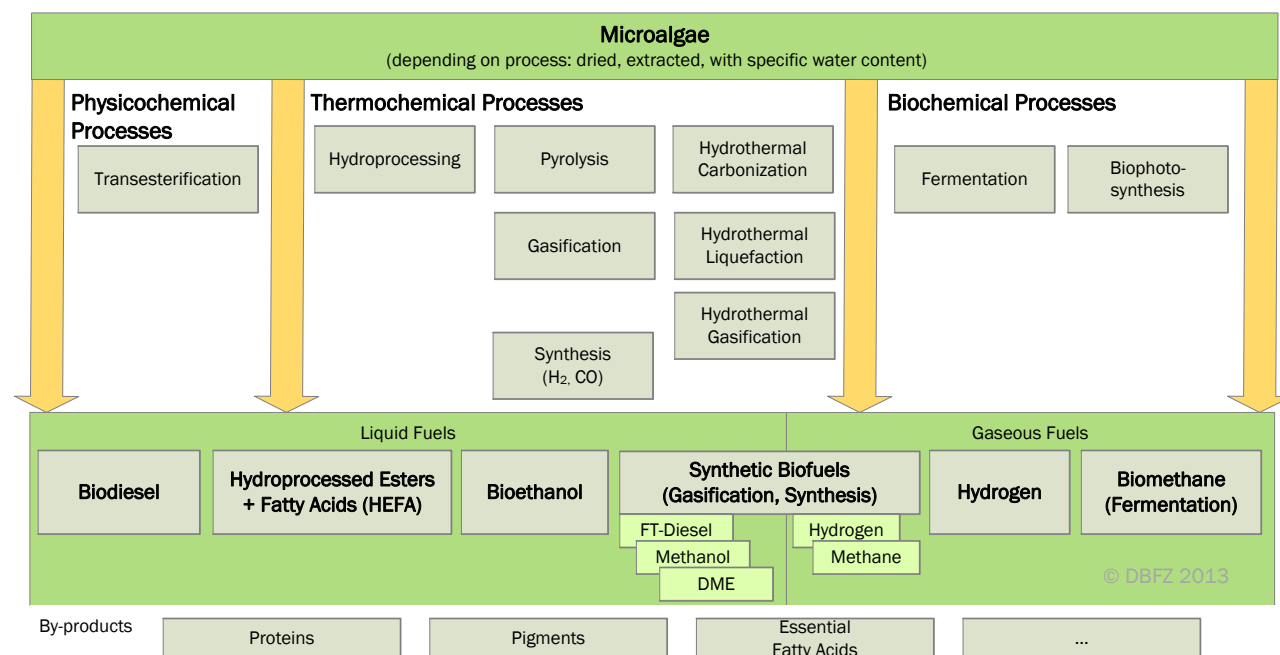 Microalgae
(depending on process: dried, extracted, with specific water content)
Physicochemical
Processes
Transesterification
Thermochemical Processes
Hydroprocessing
Pyrolysis
Hydrothermal
Carbonization
Gasification
Hydrothermal
Liquefaction
Hydrothermal
Gasification
Synthesis
(H₂, CO)
Biochemical Processes
Fermentation
Biophoto-
synthesis
Liquid Fuels
Gaseous Fuels
Biodiesel
Hydroprocessed Esters
+ Fatty Acids (HEFA)
Bioethanol
Synthetic Biofuels
(Gasification, Synthesis)
FT-Diesel
Methanol
DME
Hydrogen
Methane
Hydrogen
Biomethane
(Fermentation)
© DBFZ 2013
By-products
Proteins
Pigments
Essential
Fatty Acids
...